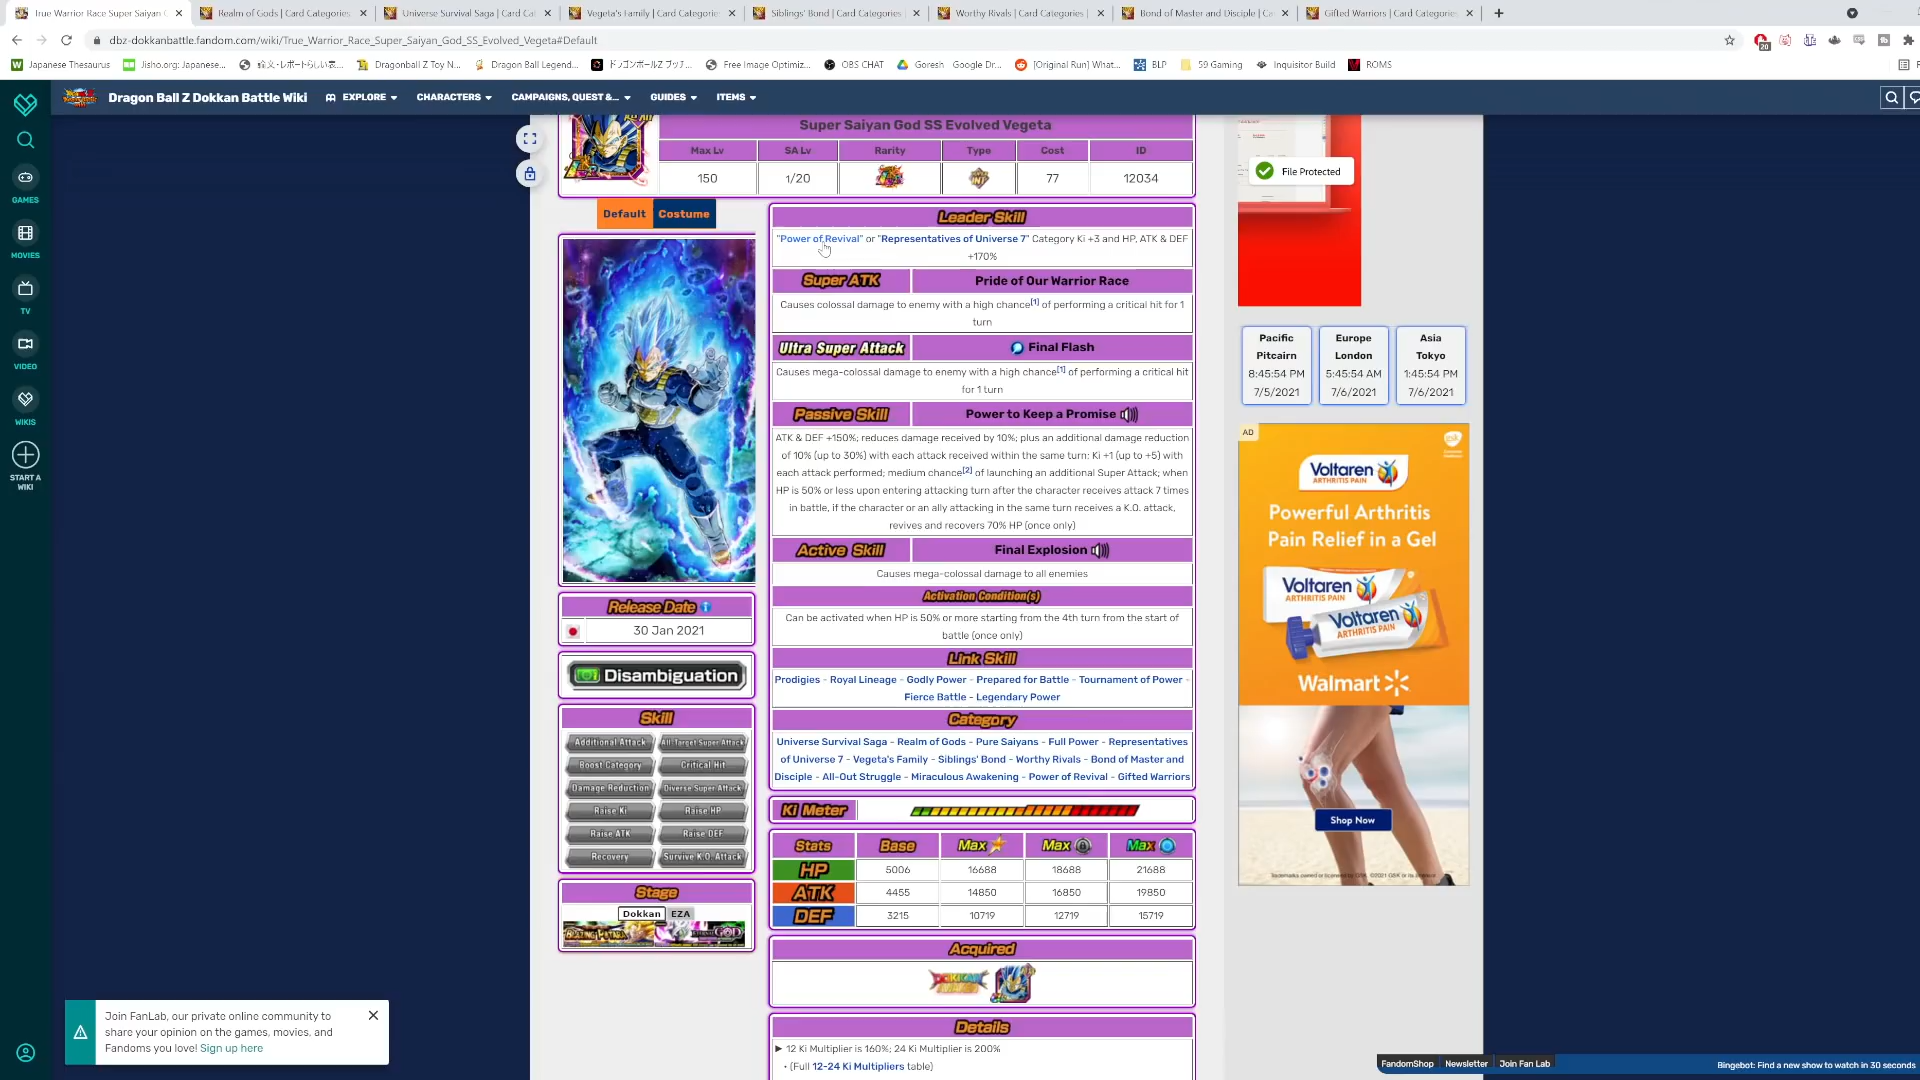 True Warrior Race Super Saiyan G
Realm of Gods | Card Categories
Universe Survival Saga | Card Cat
Vegeta's Family | Card Categories
Siblings' Bond | Card Categories
Worthy Rivals | Card Categories |
Bond of Master and Disciple | Ca
Gifted Warriors | Card Categories
dbz-dokkanbattle.fandom.com/wiki/True_Warrior_Race_Super_Saiyan_God_SS_Evolved_Vegeta#Default
20
Japanese Thesaurus
Jisho.org: Japanese...
Dragonball Z Toy N...
Dragon Ball Legend...
Free Image Optimiz...
OBS CHAT
Goresh
Google Dr...
[Original Run] What...
BLP
59 Gaming
Inquisitor Build
ROMS
Dragon Ball Z Dokkan Battle Wiki
EXPLORE
CHARACTERS
CAMPAIGNS, QUEST &...
GUIDES
ITEMS
GAMES
MOVIES
TV
VIDEO
WIKIS
START A
WIKI
Super Saiyan God SS Evolved Vegeta
Max Lv SA Lv Rarity Type Cost ID
150 1/20 77 12034
Default Costume
Leader Skill
"Power of Revival" or "Representatives of Universe 7" Category Ki +3 and HP, ATK & DEF
+170%
Super ATK Pride of Our Warrior Race
Causes colossal damage to enemy with a high chance[1] of performing a critical hit for 1
turn
Ultra Super Attack Final Flash
Causes mega-colossal damage to enemy with a high chance[1] of performing a critical hit
for 1 turn
Passive Skill Power to Keep a Promise
ATK & DEF +150%; reduces damage received by 10%; plus an additional damage reduction
of 10% (up to 30%) with each attack received within the same turn; Ki +1 (up to +5) with
each attack performed; medium chance[2] of launching an additional Super Attack; when
HP is 50% or less upon entering attacking turn after the character receives attack 7 times
in battle, if the character or an ally attacking in the same turn receives a K.O. attack,
revives and recovers 70% HP (once only)
Active Skill Final Explosion
Causes mega-colossal damage to all enemies
Activation Condition(s)
Can be activated when HP is 50% or more starting from the 4th turn from the start of
battle (once only)
Link Skill
Prodigies - Royal Lineage - Godly Power - Prepared for Battle - Tournament of Power -
Fierce Battle - Legendary Power
Category
Universe Survival Saga - Realm of Gods - Pure Saiyans - Full Power - Representatives
of Universe 7 - Vegeta's Family - Siblings' Bond - Worthy Rivals - Bond of Master and
Disciple - All-Out Struggle - Miraculous Awakening - Power of Revival - Gifted Warriors
Ki Meter
Stats Base Max Max Max
HP 5006 16688 18688 21688
ATK 4455 14850 16850 19850
DEF 3215 10719 12719 15719
Acquired
Details
► 12 Ki Multiplier is 160%; 24 Ki Multiplier is 200%
• (Full 12-24 Ki Multipliers table)
Release Date
30 Jan 2021
Disambiguation
Skill
Additional Attack All-Target Super Attack
Boost Category Critical Hit
Damage Reduction Diverse Super Attack
Raise Ki Raise HP
Raise ATK Raise DEF
Recovery Survive K.O. Attack
Stage
Dokkan EZA
File Protected
Pacific
Pitcairn
8:45:54 PM
7/5/2021
Europe
London
5:45:54 AM
7/6/2021
Asia
Tokyo
1:45:54 PM
7/6/2021
AD
Voltaren
ARTHRITIS PAIN
Powerful Arthritis
Pain Relief in a Gel
Voltaren
ARTHRITIS PAIN
Voltaren
ARTHRITIS PAIN
Walmart
Shop Now
Join FanLab, our private online community to
share your opinion on the games, movies, and
Fandoms you love! Sign up here
FandomShop
Newsletter
Join Fan Lab
Bingebot: Find a new show to watch in 30 seconds